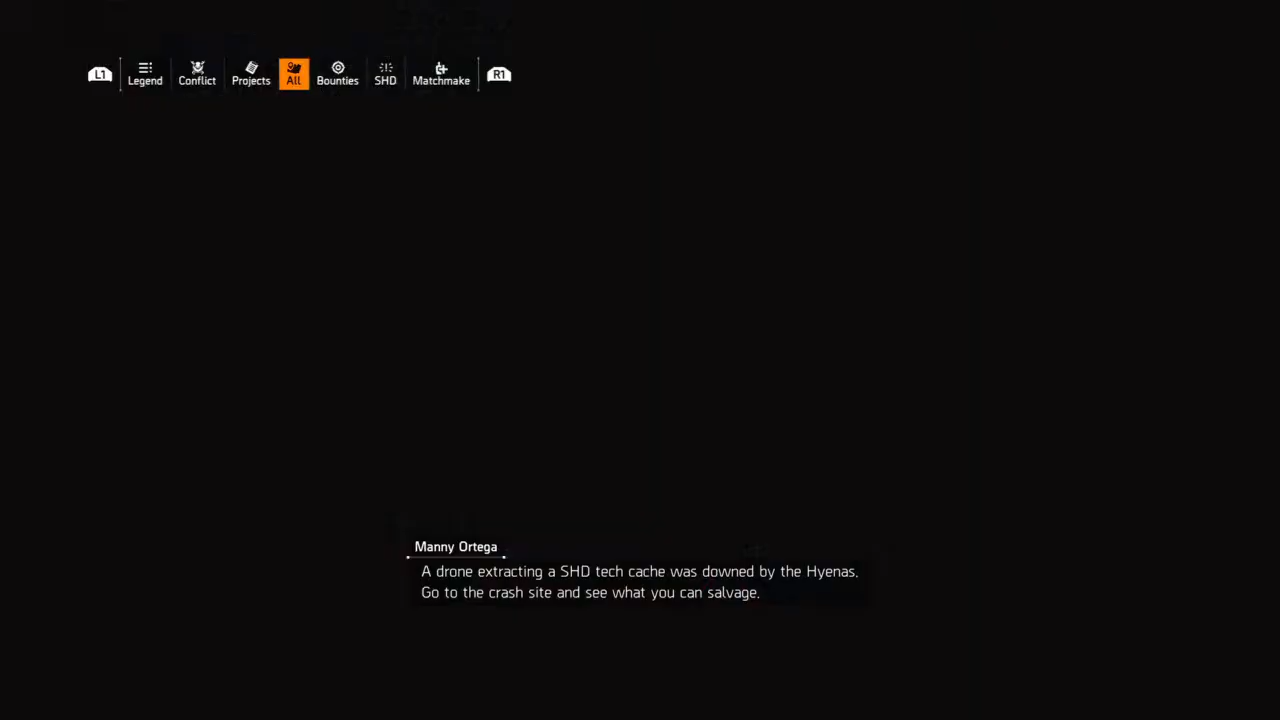 L1 Legend Conflict Projects All Bounties SHD Matchmake R1
Manny Ortega
A drone extracting a SHD tech cache was downed by the Hyenas.
Go to the crash site and see what you can salvage.